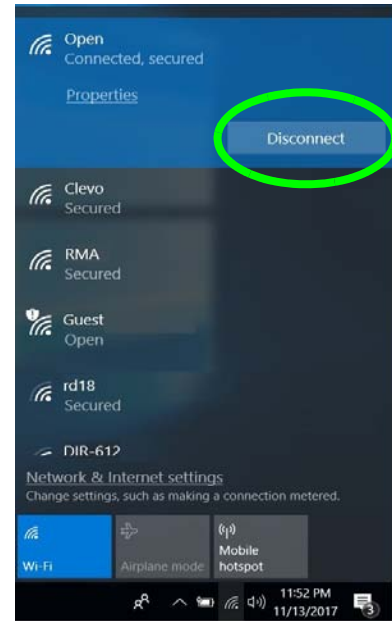 Open
Connected, secured
Properties
Disconnect
Clevo
Secured
RMA
Secured
Guest
Open
rd18
Secured
DIR-612
Network & Internet settings
Change settings, such as making a connection metered.
Wi-Fi
Airplane mode
Mobile
hotspot
11:52 PM
11/13/2017
3